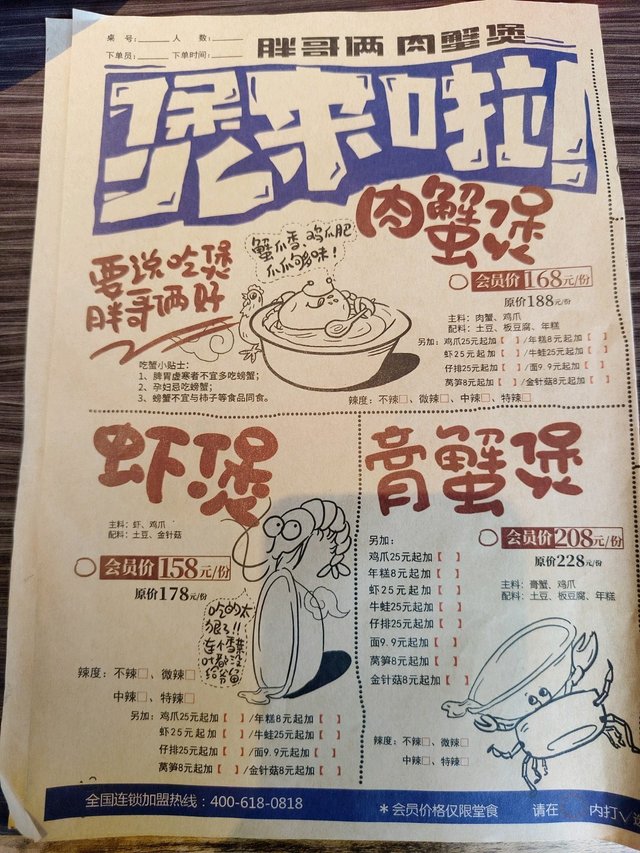 桌 号:______ 人 数:______
下单员:______ 下单时间:______
胖哥俩 肉蟹煲
煲来啦!
肉蟹煲
要说吃煲
胖哥俩好
蟹爪香,鸡爪肥
爪爪够味!
会员价168元/份
原价188元/份
主料:肉蟹、鸡爪
配料:土豆、板豆腐、年糕
另加:鸡爪25元起加【 】/年糕8元起加【 】
虾25元起加【 】/牛蛙25元起加【 】
仔排25元起加【 】/面9.9元起加【 】
莴笋8元起加【 】/金针菇8元起加【 】
辣度:不辣□、微辣□、中辣□、特辣□
吃蟹小贴士:
1、脾胃虚寒者不宜多吃螃蟹;
2、孕妇忌吃螃蟹;
3、螃蟹不宜与柿子等食品同食。
虾煲
主料:虾、鸡爪
配料:土豆、金针菇
会员价158元/份
原价178元/份
吃的太
狠了!!
辣度:不辣□、微辣□
中辣□、特辣□
另加:鸡爪25元起加【 】/年糕8元起加【 】
虾25元起加【 】/牛蛙25元起加【 】
仔排25元起加【 】/面9.9元起加【 】
莴笋8元起加【 】/金针菇8元起加【 】
膏蟹煲
会员价208元/份
原价228元/份
主料:膏蟹、鸡爪
配料:土豆、板豆腐、年糕
另加:
鸡爪25元起加【 】
年糕8元起加【 】
虾25元起加【 】
牛蛙25元起加【 】
仔排25元起加【 】
面9.9元起加【 】
莴笋8元起加【 】
金针菇8元起加【 】
辣度:不辣□、微辣□
中辣□、特辣□
全国连锁加盟热线:400-618-0818
*会员价格仅限堂食
请在 内打√选